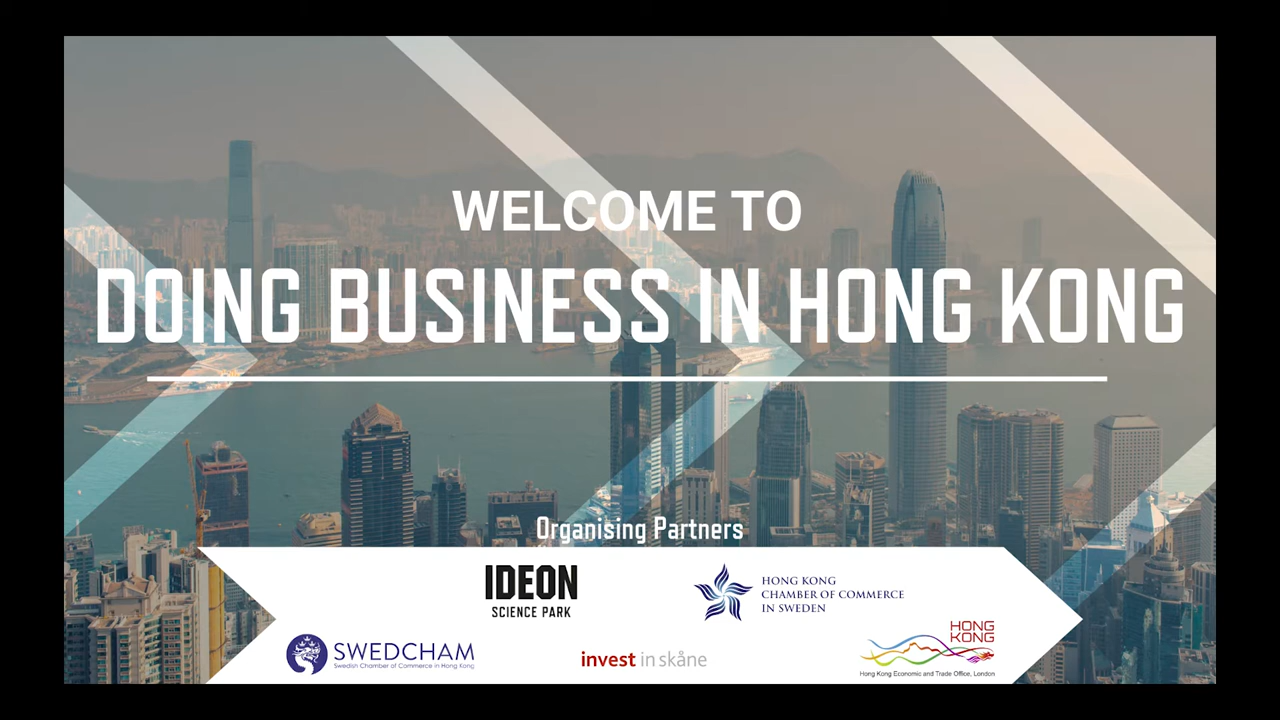 WELCOME TO
DOING BUSINESS IN HONG KONG
Organising Partners
IDEON
SCIENCE PARK
HONG KONG
CHAMBER OF COMMERCE
IN SWEDEN
SWEDCHAM
Swedish Chamber of Commerce in Hong Kong
invest in skåne
HONG
KONG
Hong Kong Economic and Trade Office, London